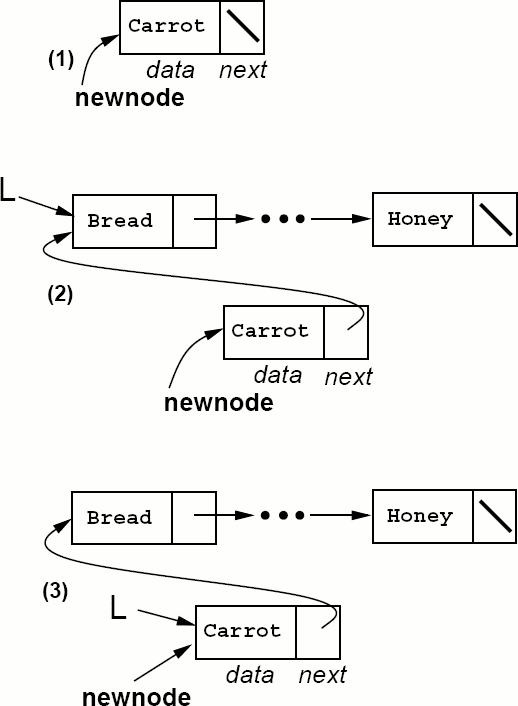 Carrot
(1)
data next
newnode
L
Bread
Honey
(2)
Carrot
data next
newnode
Bread
Honey
(3)
L
Carrot
data next
newnode